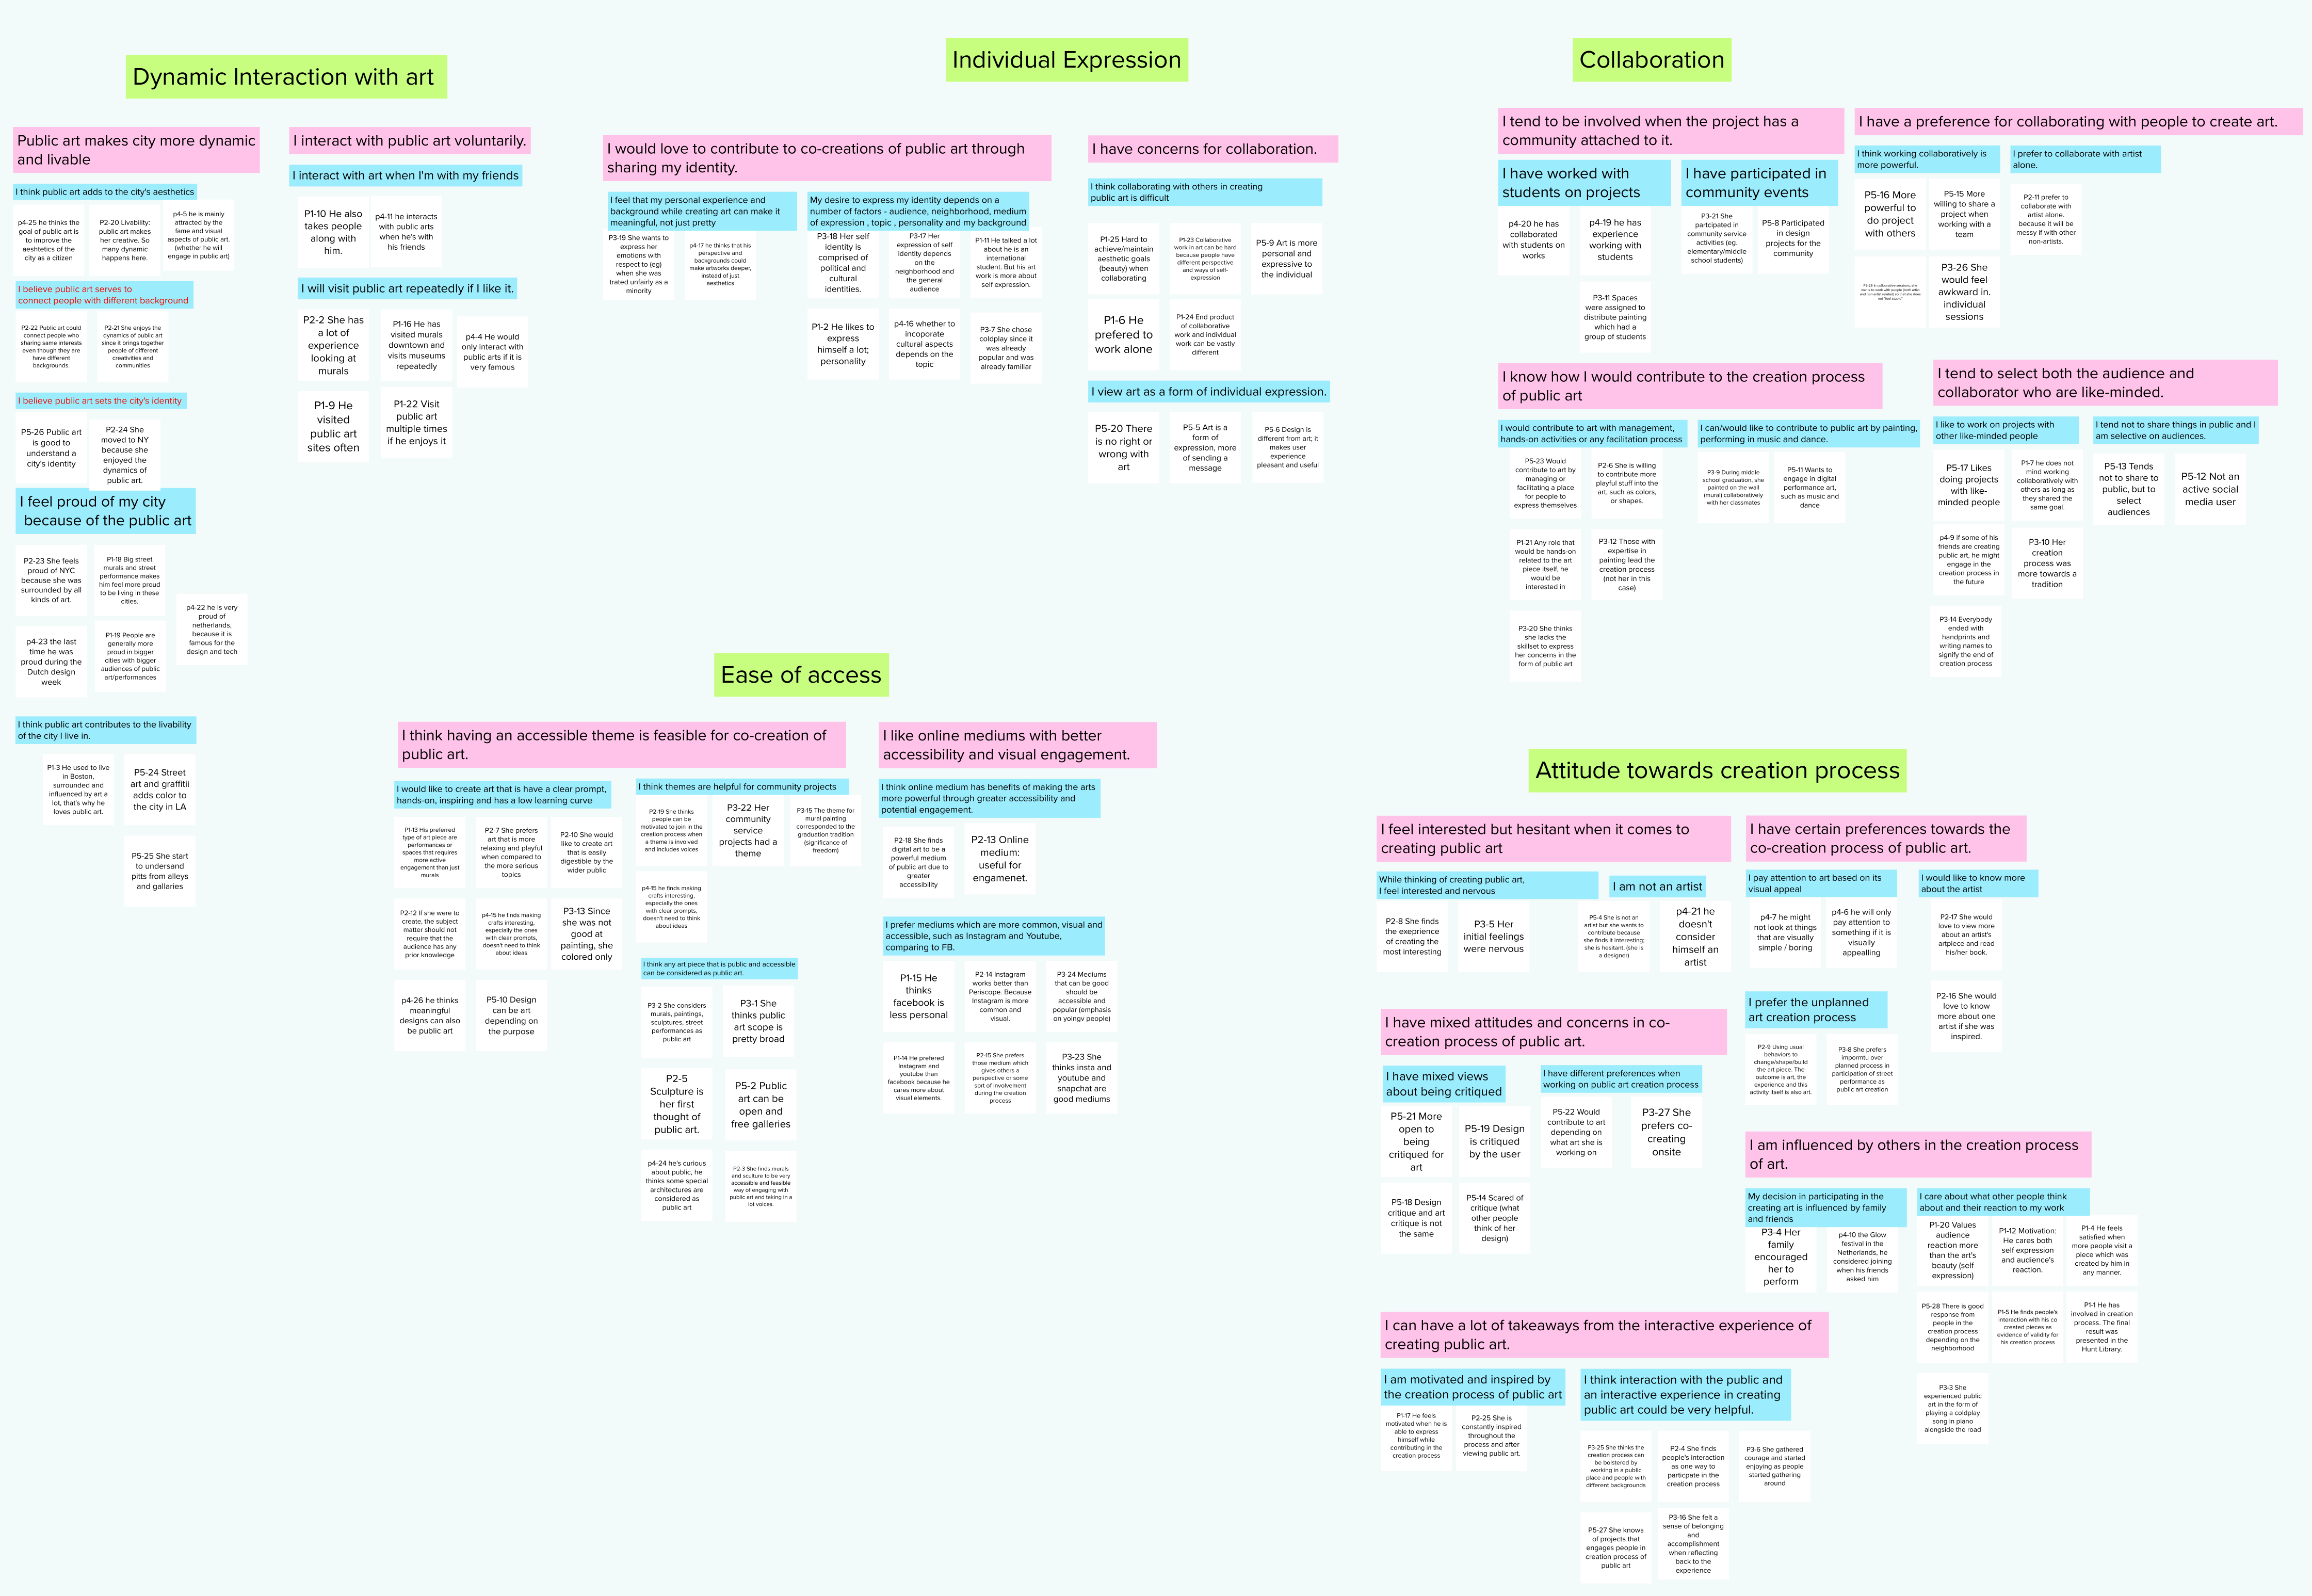 Dynamic Interaction with art
Public art makes city more dynamic
and livable
I think public art adds to the city's aesthetics
p4-25 he thinks the
goal of public art is
to improve the
aeshtetics of the
city as a citizen
P2-20 Livability:
public art makes
her creative. So
many dynamic
happens here.
p4-5 he is mainly
attracted by the
fame and visual
aspects of public art.
(whether he will
engage in public art)
I believe public art serves to
connect people with different background
P2-22 Public art could
connect people who
sharing same interests
even though they are
have different
backgrounds.
P2-21 She enjoys the
dynamics of public art
since it brings together
people of different
creativities and
communities
I believe public art sets the city's identity
P5-26 Public art
is good to
understand a
city's identity
P2-24 She
moved to NY
because she
enjoyed the
dynamics of
public art.
I feel proud of my city
because of the public art
P2-23 She feels
proud of NYC
because she was
surrounded by all
kinds of art.
P1-18 Big street
murals and street
performance makes
him feel more proud
to be living in these
cities.
p4-22 he is very
proud of
netherlands,
because it is
famous for the
design and tech
p4-23 the last
time he was
proud during the
Dutch design
week
P1-19 People are
generally more
proud in bigger
cities with bigger
audiences of public
art/performances
I think public art contributes to the livability
of the city I live in.
P1-3 He used to live
in Boston,
surrounded and
influenced by art a
lot, that's why he
loves public art.
P5-24 Street
art and graffitii
adds color to
the city in LA
P5-25 She start
to undersand
pitts from alleys
and gallaries
I interact with public art voluntarily.
I interact with art when I'm with my friends
P1-10 He also
takes people
along with
him.
p4-11 he interacts
with public arts
when he's with
his friends
I will visit public art repeatedly if I like it.
P2-2 She has
a lot of
experience
looking at
murals
P1-16 He has
visited murals
downtown and
visits museums
repeatedly
p4-4 He would
only interact with
public arts if it is
very famous
P1-9 He
visited
public art
sites often
P1-22 Visit
public art
multiple times
if he enjoys it
Individual Expression
I would love to contribute to co-creations of public art through
sharing my identity.
I feel that my personal experience and
background while creating art can make it
meaningful, not just pretty
P3-19 She wants to
express her
emotions with
respect to (eg)
when she was
trated unfairly as a
minority
p4-17 he thinks that his
perspective and
backgrounds could
make artworks deeper,
instead of just
aesthetics
My desire to express my identity depends on a
number of factors - audience, neighborhood, medium
of expression , topic , personality and my background
P3-18 Her self
identity is
comprised of
political and
cultural
identities.
P3-17 Her
expression of self
identity depends
on the
neighborhood and
the general
audience
P1-11 He talked a lot
about he is an
international
student. But his art
work is more about
self expression.
P1-2 He likes to
express
himself a lot;
personality
p4-16 whether to
incoporate
cultural aspects
depends on the
topic
P3-7 She chose
coldplay since it
was already
popular and was
already familiar
I have concerns for collaboration.
I think collaborating with others in creating
public art is difficult
P1-25 Hard to
achieve/maintain
aesthetic goals
(beauty) when
collaborating
P1-23 Collaborative
work in art can be hard
because people have
different perspective
and ways of self-
expression
P5-9 Art is more
personal and
expressive to
the individual
P1-6 He
prefered to
work alone
P1-24 End product
of collaborative
work and individual
work can be vastly
different
I view art as a form of individual expression.
P5-20 There
is no right or
wrong with
art
P5-5 Art is a
form of
expression, more
of sending a
message
P5-6 Design is
different from art; it
makes user
experience
pleasant and useful
Collaboration
I tend to be involved when the project has a
community attached to it.
I have worked with
students on projects
p4-20 he has
collaborated
with students on
works
p4-19 he has
experience
working with
students
P3-11 Spaces
were assigned to
distribute painting
which had a
group of students
I have participated in
community events
P3-21 She
participated in
community service
activities (eg.
elementary/middle
school students)
P5-8 Participated
in design
projects for the
community
I have a preference for collaborating with people to create art.
I think working collaboratively is
more powerful.
P5-16 More
powerful to
do project
with others
P5-15 More
willing to share a
project when
working with a
team
P3-26 She
would feel
awkward in.
individual
sessions
I prefer to collaborate with artist
alone.
P2-11 prefer to
collaborate with
artist alone.
because it will be
messy if with other
non-artists.
I know how I would contribute to the creation process
of public art
I would contribute to art with management,
hands-on activities or any facilitation process
P5-23 Would
contribute to art by
managing or
facilitating a place
for people to
express themselves
P2-6 She is willing
to contribute more
playful stuff into the
art, such as colors,
or shapes.
P1-21 Any role that
would be hands-on
related to the art
piece itself, he
would be
interested in
P3-12 Those with
expertise in
painting lead the
creation process
(not her in this
case)
P3-20 She thinks
she lacks the
skillset to express
her concerns in the
form of public art
I can/would like to contribute to public art by painting,
performing in music and dance.
P3-9 During middle
school graduation, she
painted on the wall
(mural) collaboratively
with her classmates
P5-11 Wants to
engage in digital
performance art,
such as music and
dance
I tend to select both the audience and
collaborator who are like-minded.
I like to work on projects with
other like-minded people
P5-17 Likes
doing projects
with like-
minded people
P1-7 he does not
mind working
collaboratively with
others as long as
they shared the
same goal.
p4-9 if some of his
friends are creating
public art, he might
engage in the
creation process in
the future
P3-10 Her
creation
process was
more towards a
tradition
P3-14 Everybody
ended with
handprints and
writing names to
signify the end of
creation process
I tend not to share things in public and I
am selective on audiences.
P5-13 Tends
not to share to
public, but to
select
audiences
P5-12 Not an
active social
media user
Ease of access
I think having an accessible theme is feasible for co-creation of
public art.
I would like to create art that is have a clear prompt,
hands-on, inspiring and has a low learning curve
P1-13 His preferred
type of art piece are
performances or
spaces that requires
more active
engagement than just
murals
P2-7 She prefers
art that is more
relaxing and playful
when compared to
the more serious
topics
P2-10 She would
like to create art
that is easily
digestible by the
wider public
P2-12 If she were to
create, the subject
matter should not
require that the
audience has any
prior knowledge
p4-15 he finds making
crafts interesting,
especially the ones
with clear prompts,
doesn't need to think
about ideas
P3-13 Since
she was not
good at
painting, she
colored only
p4-26 he thinks
meaningful
designs can also
be public art
P5-10 Design
can be art
depending on
the purpose
I think themes are helpful for community projects
P2-19 She thinks
people can be
motivated to join in the
creation process when
a theme is involved
and includes voices
P3-22 Her
community
service
projects had a
theme
P3-15 The theme for
mural painting
corresponded to the
graduation tradition
(significance of
freedom)
p4-15 he finds making
crafts interesting,
especially the ones
with clear prompts,
doesn't need to think
about ideas
I think any art piece that is public and accessible
can be considered as public art.
P3-2 She considers
murals, paintings,
sculptures, street
performances as
public art
P3-1 She
thinks public
art scope is
pretty broad
P2-5
Sculpture is
her first
thought of
public art.
P5-2 Public
art can be
open and
free galleries
p4-24 he's curious
about public, he
thinks some special
architectures are
considered as
public art
P2-3 She finds murals
and sculture to be very
accessible and feasible
way of engaging with
public art and taking in a
lot voices.
I like online mediums with better
accessibility and visual engagement.
I think online medium has benefits of making the arts
more powerful through greater accessibility and
potential engagement.
P2-18 She finds
digital art to be a
powerful medium
of public art due to
greater
accessibility
P2-13 Online
medium:
useful for
engamenet.
I prefer mediums which are more common, visual and
accessible, such as Instagram and Youtube,
comparing to FB.
P1-15 He
thinks
facebook is
less personal
P2-14 Instagram
works better than
Periscope. Because
Instagram is more
common and
visual.
P3-24 Mediums
that can be good
should be
accessible and
popular (emphasis
on yoingv people)
P1-14 He prefered
Instagram and
youtube than
facebook because he
cares more about
visual elements.
P2-15 She prefers
those medium which
gives others a
perspective or some
sort of involvement
during the creation
process
P3-23 She
thinks insta and
youtube and
snapchat are
good mediums
Attitude towards creation process
I feel interested but hesitant when it comes to
creating public art
While thinking of creating public art,
I feel interested and nervous
P2-8 She finds
the exeprience
of creating the
most interesting
P3-5 Her
initial feelings
were nervous
I am not an artist
P5-4 She is not an
artist but she wants to
contribute because
she finds it interesting;
she is hesitant, (she is
a designer)
p4-21 he
doesn't
consider
himself an
artist
I have certain preferences towards the
co-creation process of public art.
I pay attention to art based on its
visual appeal
p4-7 he might
not look at things
that are visually
simple / boring
p4-6 he will only
pay attention to
something if it is
visually
appealling
I would like to know more
about the artist
P2-17 She would
love to view more
about an artist's
artpiece and read
his/her book.
P2-16 She would
love to know
more about one
artist if she was
inspired.
I prefer the unplanned
art creation process
P2-9 Using usual
behaviors to
change/shape/build
the art piece. The
outcome is art, the
experience and this
activity itself is also art.
P3-8 She prefers
impormtu over
planned process in
participation of street
performance as
public art creation
I have mixed attitudes and concerns in co-
creation process of public art.
I have mixed views
about being critiqued
P5-21 More
open to
being
critiqued for
art
P5-19 Design
is critiqued
by the user
P5-18 Design
critique and art
critique is not
the same
P5-14 Scared of
critique (what
other people
think of her
design)
I have different preferences when
working on public art creation process
P5-22 Would
contribute to art
depending on
what art she is
working on
P3-27 She
prefers co-
creating
onsite
I am influenced by others in the creation process
of art.
My decision in participating in the
creating art is influenced by family
and friends
P3-4 Her
family
encouraged
her to
perform
p4-10 the Glow
festival in the
Netherlands, he
considered joining
when his friends
asked him
I care about what other people think
about and their reaction to my work
P1-20 Values
audience
reaction more
than the art's
beauty (self
expression)
P1-12 Motivation:
He cares both
self expression
and audience's
reaction.
P1-4 He feels
satisfied when
more people visit a
piece which was
created by him in
any manner.
P5-28 There is good
response from
people in the
creation process
depending on the
neighborhood
P1-5 He finds people's
interaction with his co
created pieces as
evidence of validity for
his creation process
P1-1 He has
involved in creation
process. The final
result was
presented in the
Hunt Library.
P3-3 She
experienced public
art in the form of
playing a coldplay
song in piano
alongside the road
I can have a lot of takeaways from the interactive experience of
creating public art.
I am motivated and inspired by
the creation process of public art
P1-17 He feels
motivated when he is
able to express
himself while
contributing in the
creation process
P2-25 She is
constantly inspired
throughout the
process and after
viewing public art.
I think interaction with the public and
an interactive experience in creating
public art could be very helpful.
P3-25 She thinks the
creation process can
be bolstered by
working in a public
place and people with
different backgrounds
P2-4 She finds
people's interaction
as one way to
particpate in the
creation process
P3-6 She gathered
courage and started
enjoying as people
started gathering
around
P5-27 She knows
of projects that
engages people in
creation process of
public art
P3-16 She felt a
sense of belonging
and
accomplishment
when reflecting
back to the
experience